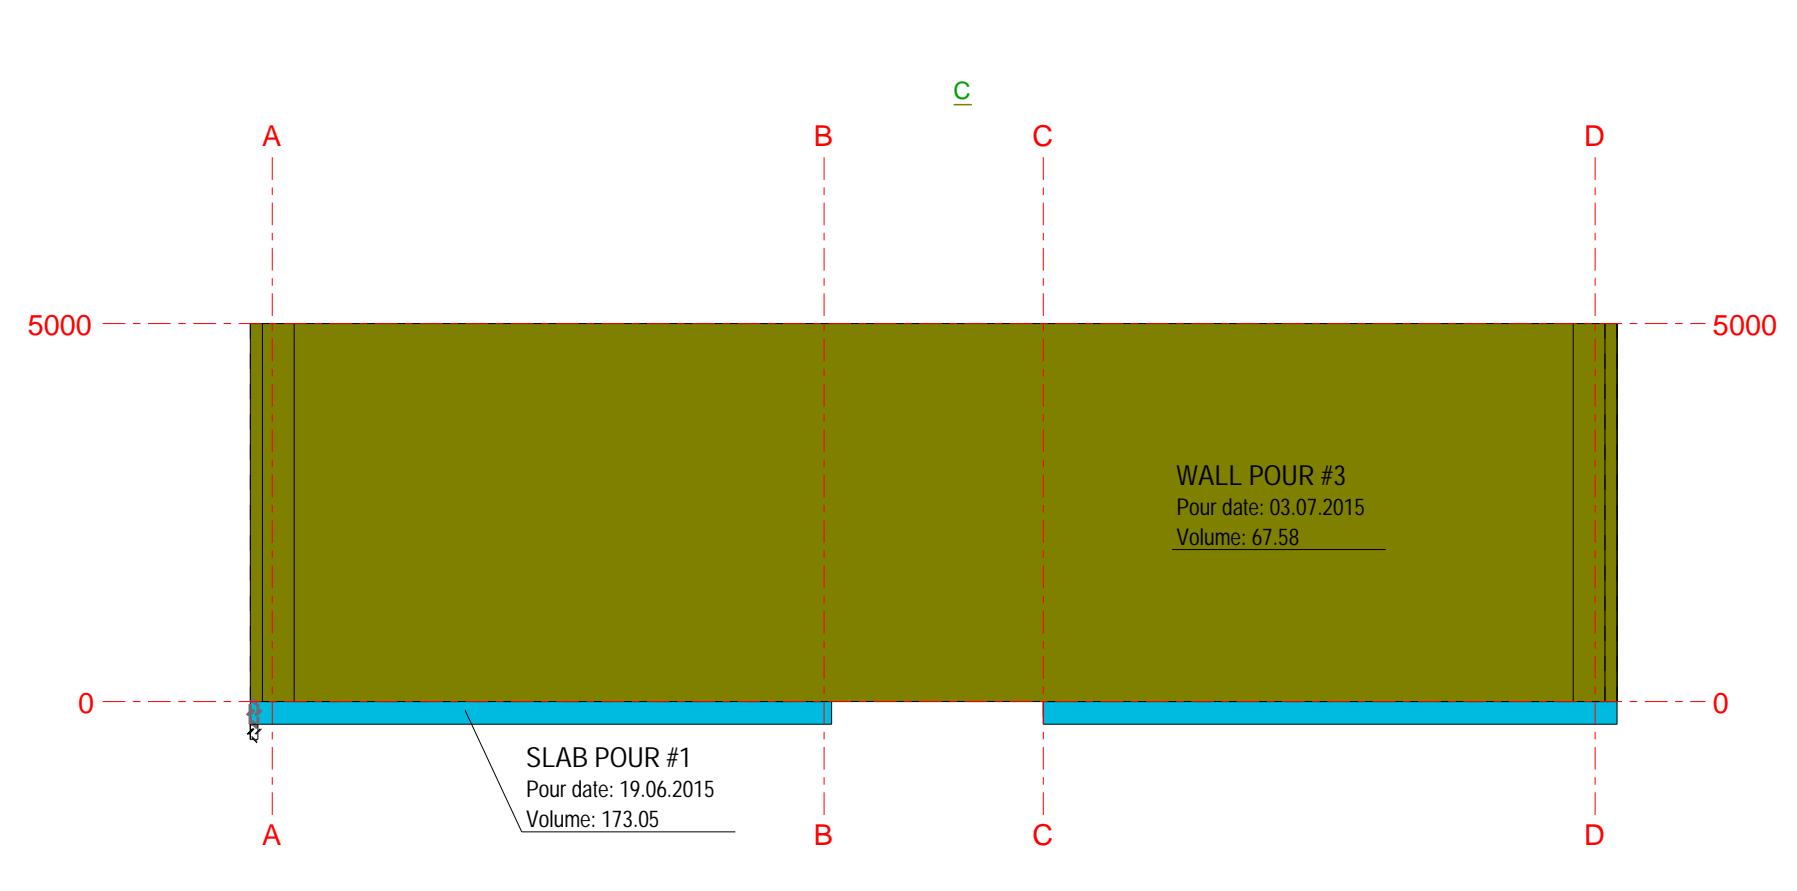 C
A B C D
5000 5000
WALL POUR #3
Pour date: 03.07.2015
Volume: 67.58
0 0
SLAB POUR #1
Pour date: 19.06.2015
Volume: 173.05
A B C D